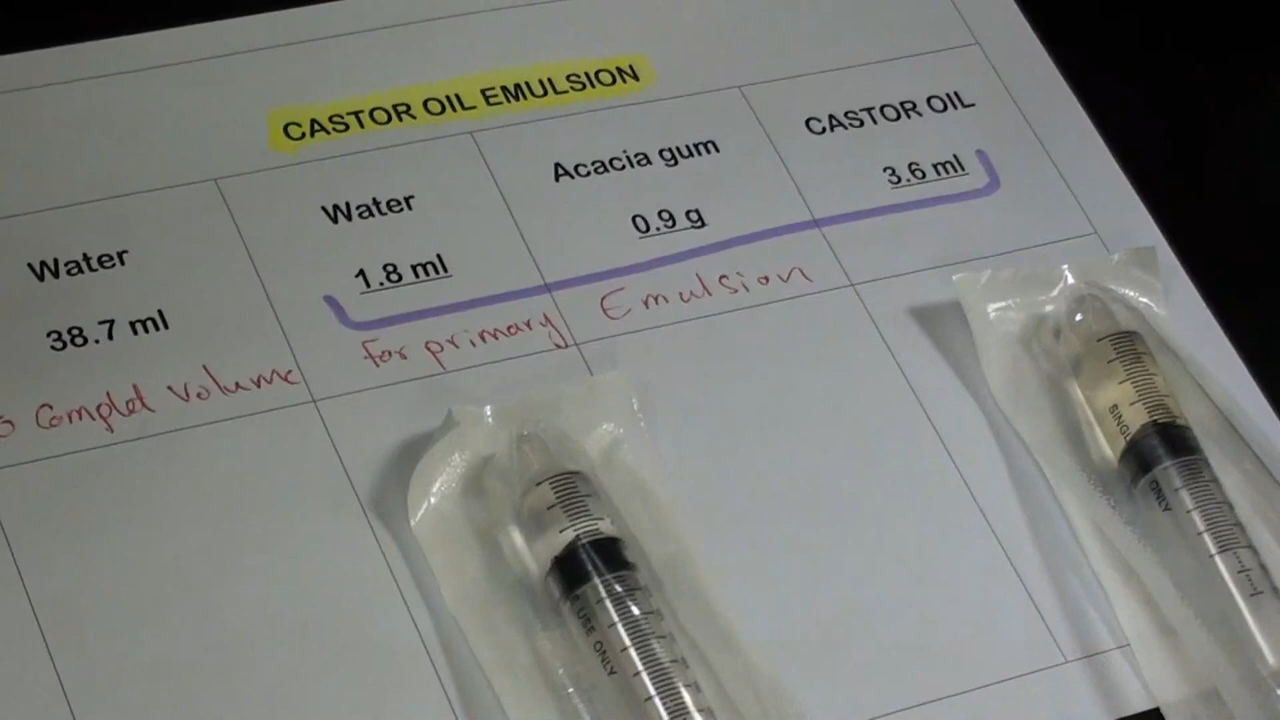 CASTOR OIL EMULSION
Water
38.7 ml
Complet volume
Water
1.8 ml
Acacia gum
0.9 g
CASTOR OIL
3.6 ml
For primary Emulsion
USE ONLY
SINGL
ONLY